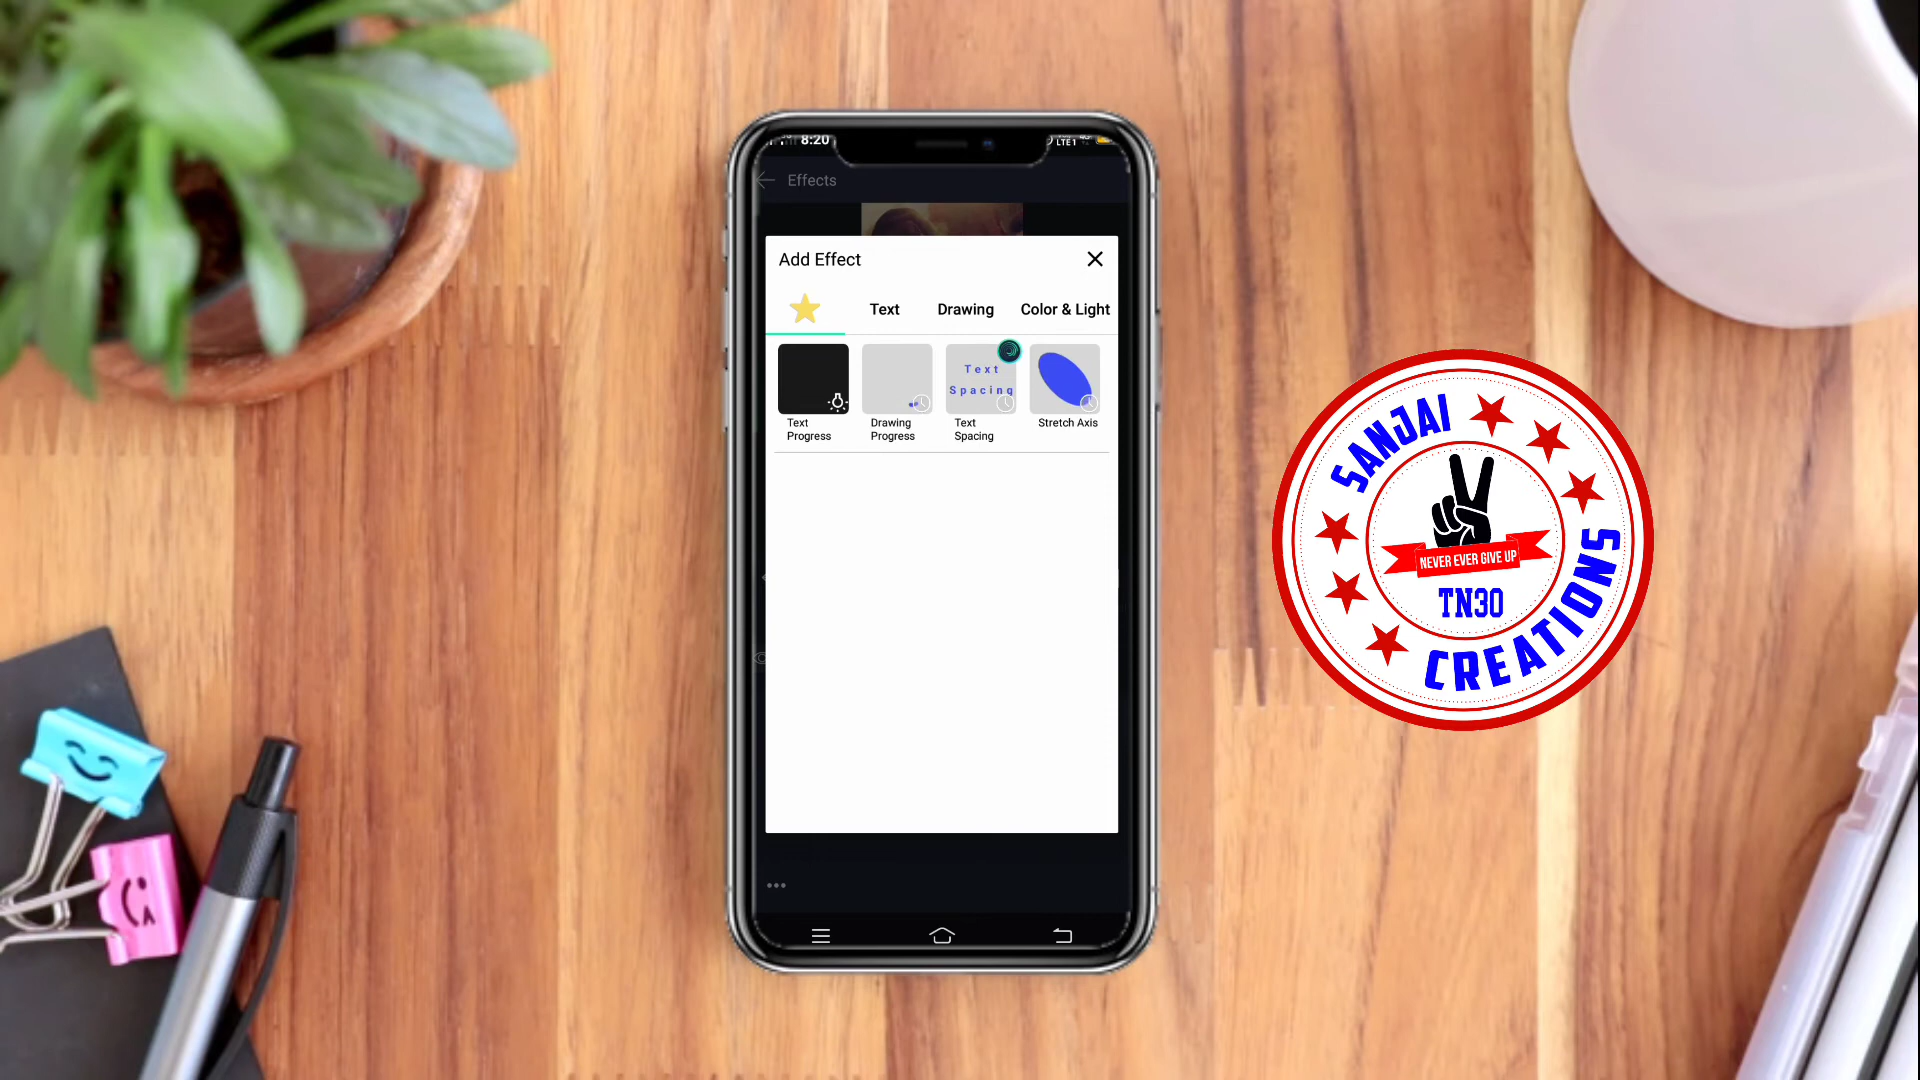 8:20
LTE1
Effects
Add Effect
Text
Drawing
Color & Light
Text
Spacing
Text
Progress
Drawing
Progress
Text
Spacing
Stretch Axis
SANJAI
CREATIONS
NEVER EVER GIVE UP
TN30